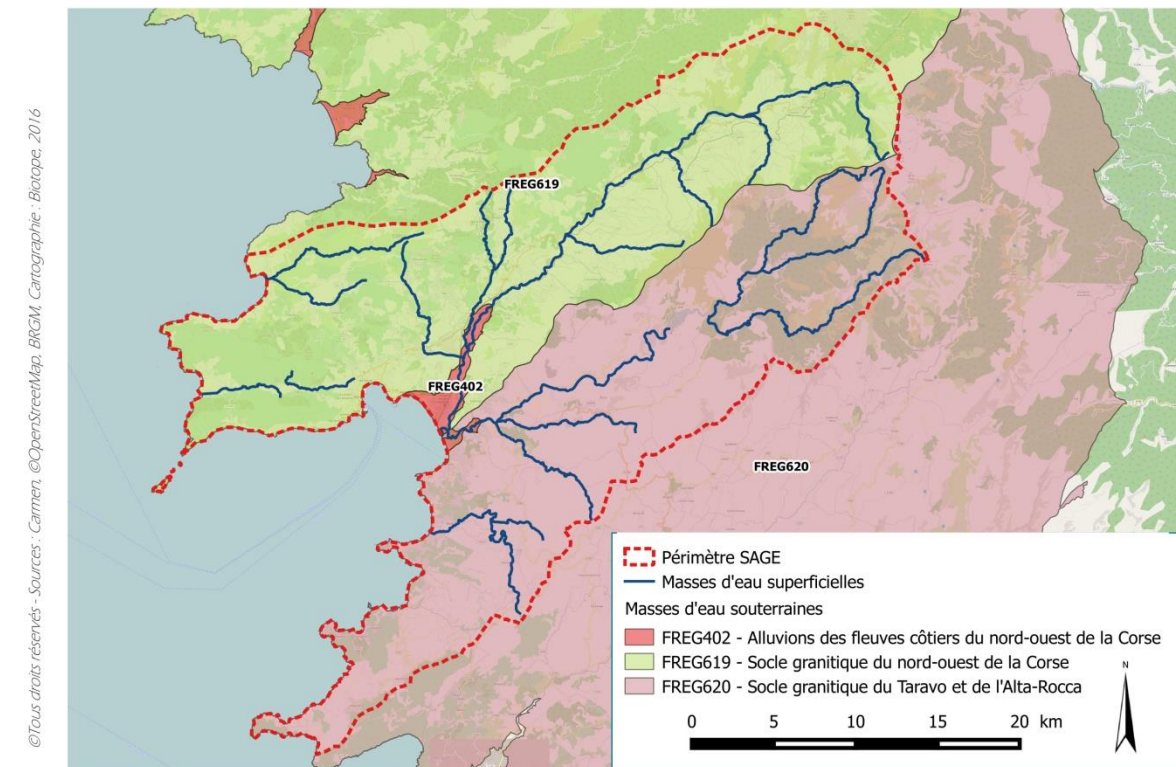 ©Tous droits réservés - Sources : Carmen, ©OpenStreetMap, BRGM, Cartographie : Biotope, 2016
FREG619
FREG402
FREG620
Périmètre SAGE
Masses d'eau superficielles
Masses d'eau souterraines
FREG402 - Alluvions des fleuves côtiers du nord-ouest de la Corse
FREG619 - Socle granitique du nord-ouest de la Corse
FREG620 - Socle granitique du Taravo et de l'Alta-Rocca
N
0 5 10 15 20 km